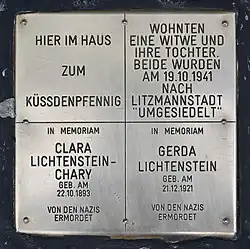 HIER IM HAUS
ZUM
KÜSSDENPFENNIG
WOHNTEN
EINE WITWE UND
IHRE TOCHTER.
BEIDE WURDEN
AM 19.10.1941
NACH
LITZMANNSTADT
"UMGESIEDELT"
IN MEMORIAM
CLARA
LICHTENSTEIN-
CHARY
GEB. AM
22.10.1893
VON DEN NAZIS
ERMORDET
IN MEMORIAM
GERDA
LICHTENSTEIN
GEB. AM
21.12.1921
VON DEN NAZIS
ERMORDET